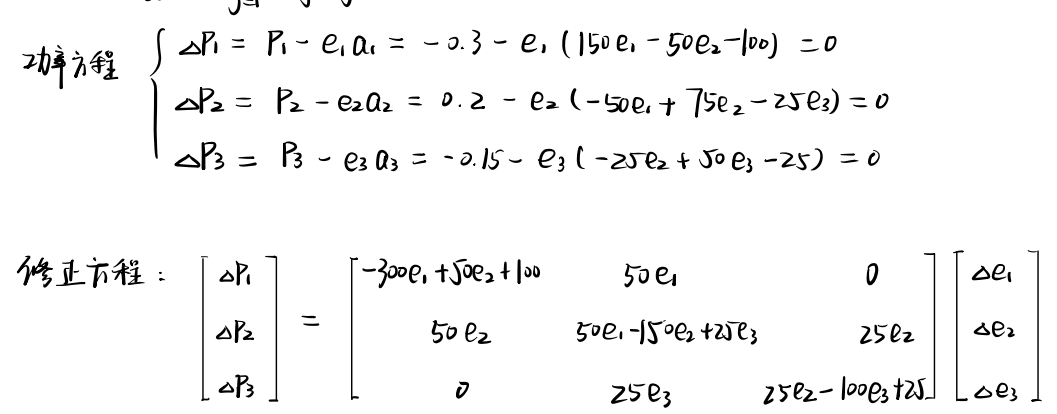 功率方程 { ΔP₁ = P₁ - e₁a₁ = -0.3 - e₁(150e₁ - 50e₂ - 100) = 0
ΔP₂ = P₂ - e₂a₂ = 0.2 - e₂(-50e₁ + 75e₂ - 25e₃) = 0
ΔP₃ = P₃ - e₃a₃ = -0.15 - e₃(-25e₂ + 50e₃ - 25) = 0
修正方程: [ΔP₁] [-300e₁+50e₂+100 50e₁ 0] [Δe₁]
[ΔP₂] = [50e₂ 50e₁-150e₂+25e₃ 25e₂] [Δe₂]
[ΔP₃] [0 25e₃ 25e₂-100e₃+25] [Δe₃]